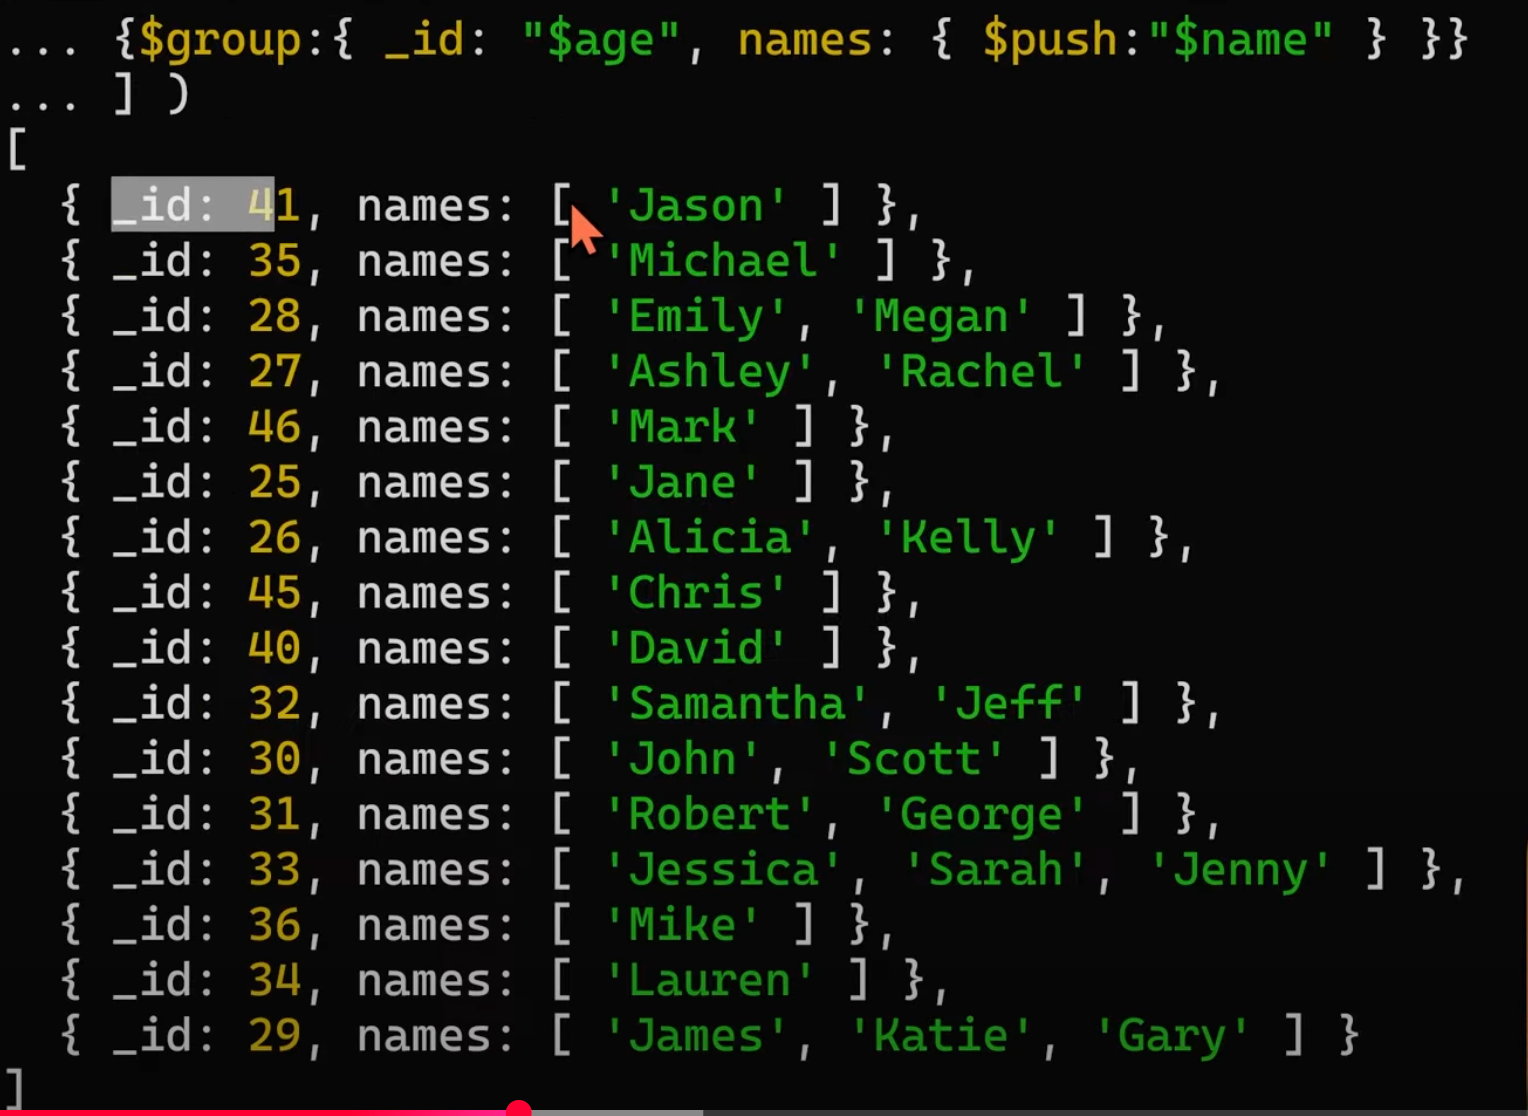 ... {$group:{ _id: "$age", names: { $push:"$name" } }}
... ] )
[
{ _id: 41, names: [ 'Jason' ] },
{ _id: 35, names: [ 'Michael' ] },
{ _id: 28, names: [ 'Emily', 'Megan' ] },
{ _id: 27, names: [ 'Ashley', 'Rachel' ] },
{ _id: 46, names: [ 'Mark' ] },
{ _id: 25, names: [ 'Jane' ] },
{ _id: 26, names: [ 'Alicia', 'Kelly' ] },
{ _id: 45, names: [ 'Chris' ] },
{ _id: 40, names: [ 'David' ] },
{ _id: 32, names: [ 'Samantha', 'Jeff' ] },
{ _id: 30, names: [ 'John', 'Scott' ] },
{ _id: 31, names: [ 'Robert', 'George' ] },
{ _id: 33, names: [ 'Jessica', 'Sarah', 'Jenny' ] },
{ _id: 36, names: [ 'Mike' ] },
{ _id: 34, names: [ 'Lauren' ] },
{ _id: 29, names: [ 'James', 'Katie', 'Gary' ] }
]